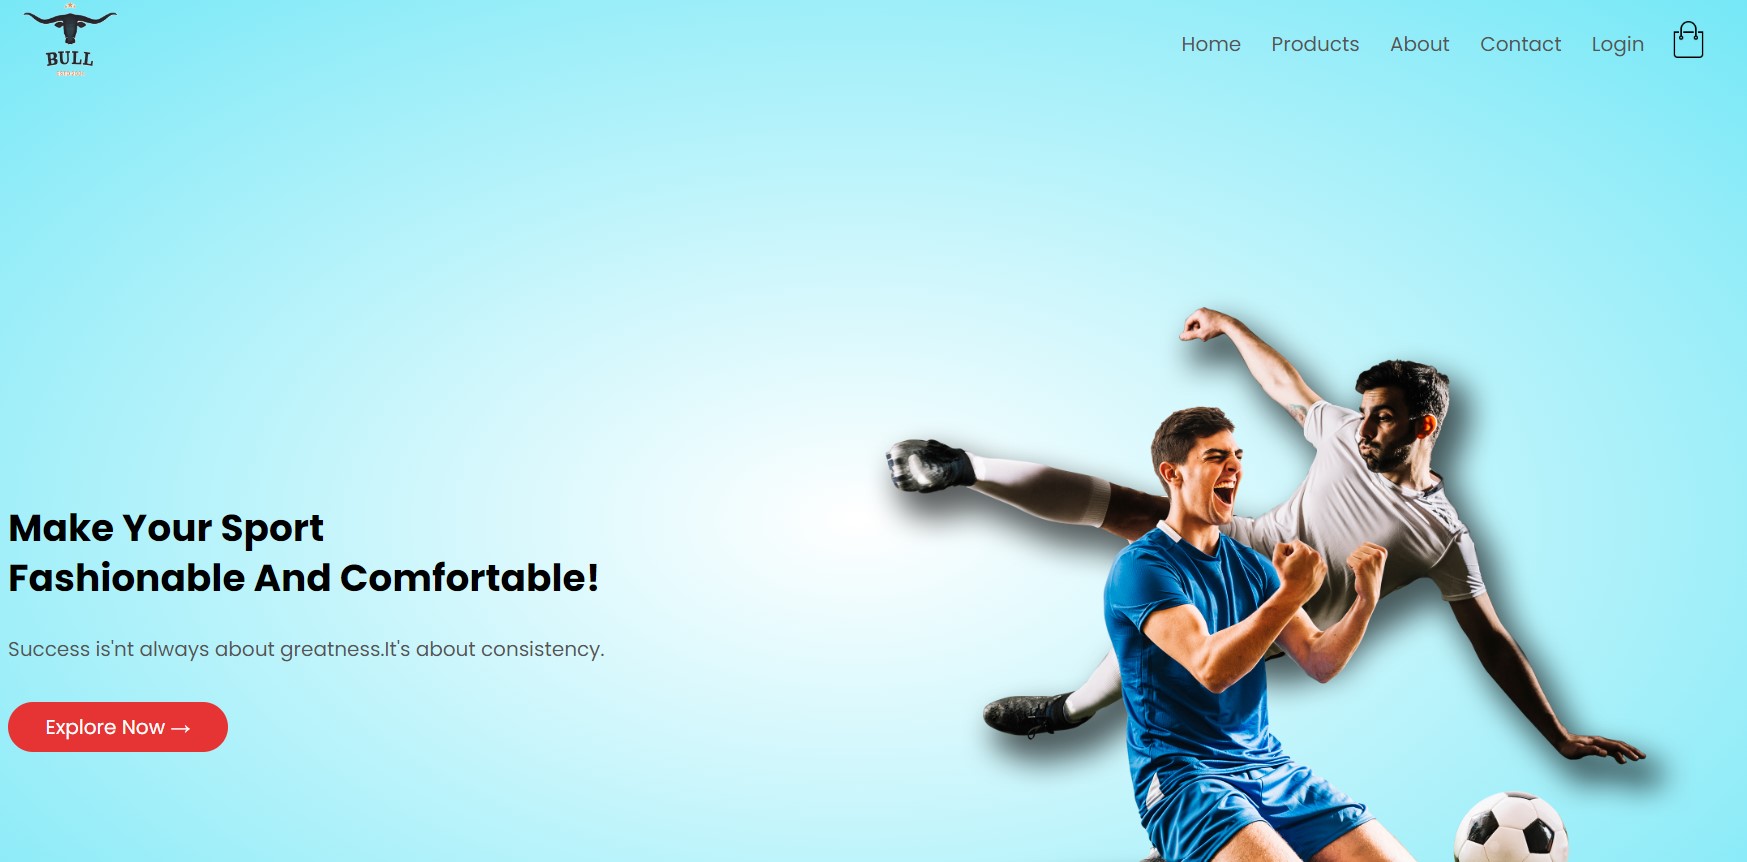 BULL
Home Products About Contact Login
Make Your Sport
Fashionable And Comfortable!
Success is'nt always about greatness.It's about consistency.
Explore Now →